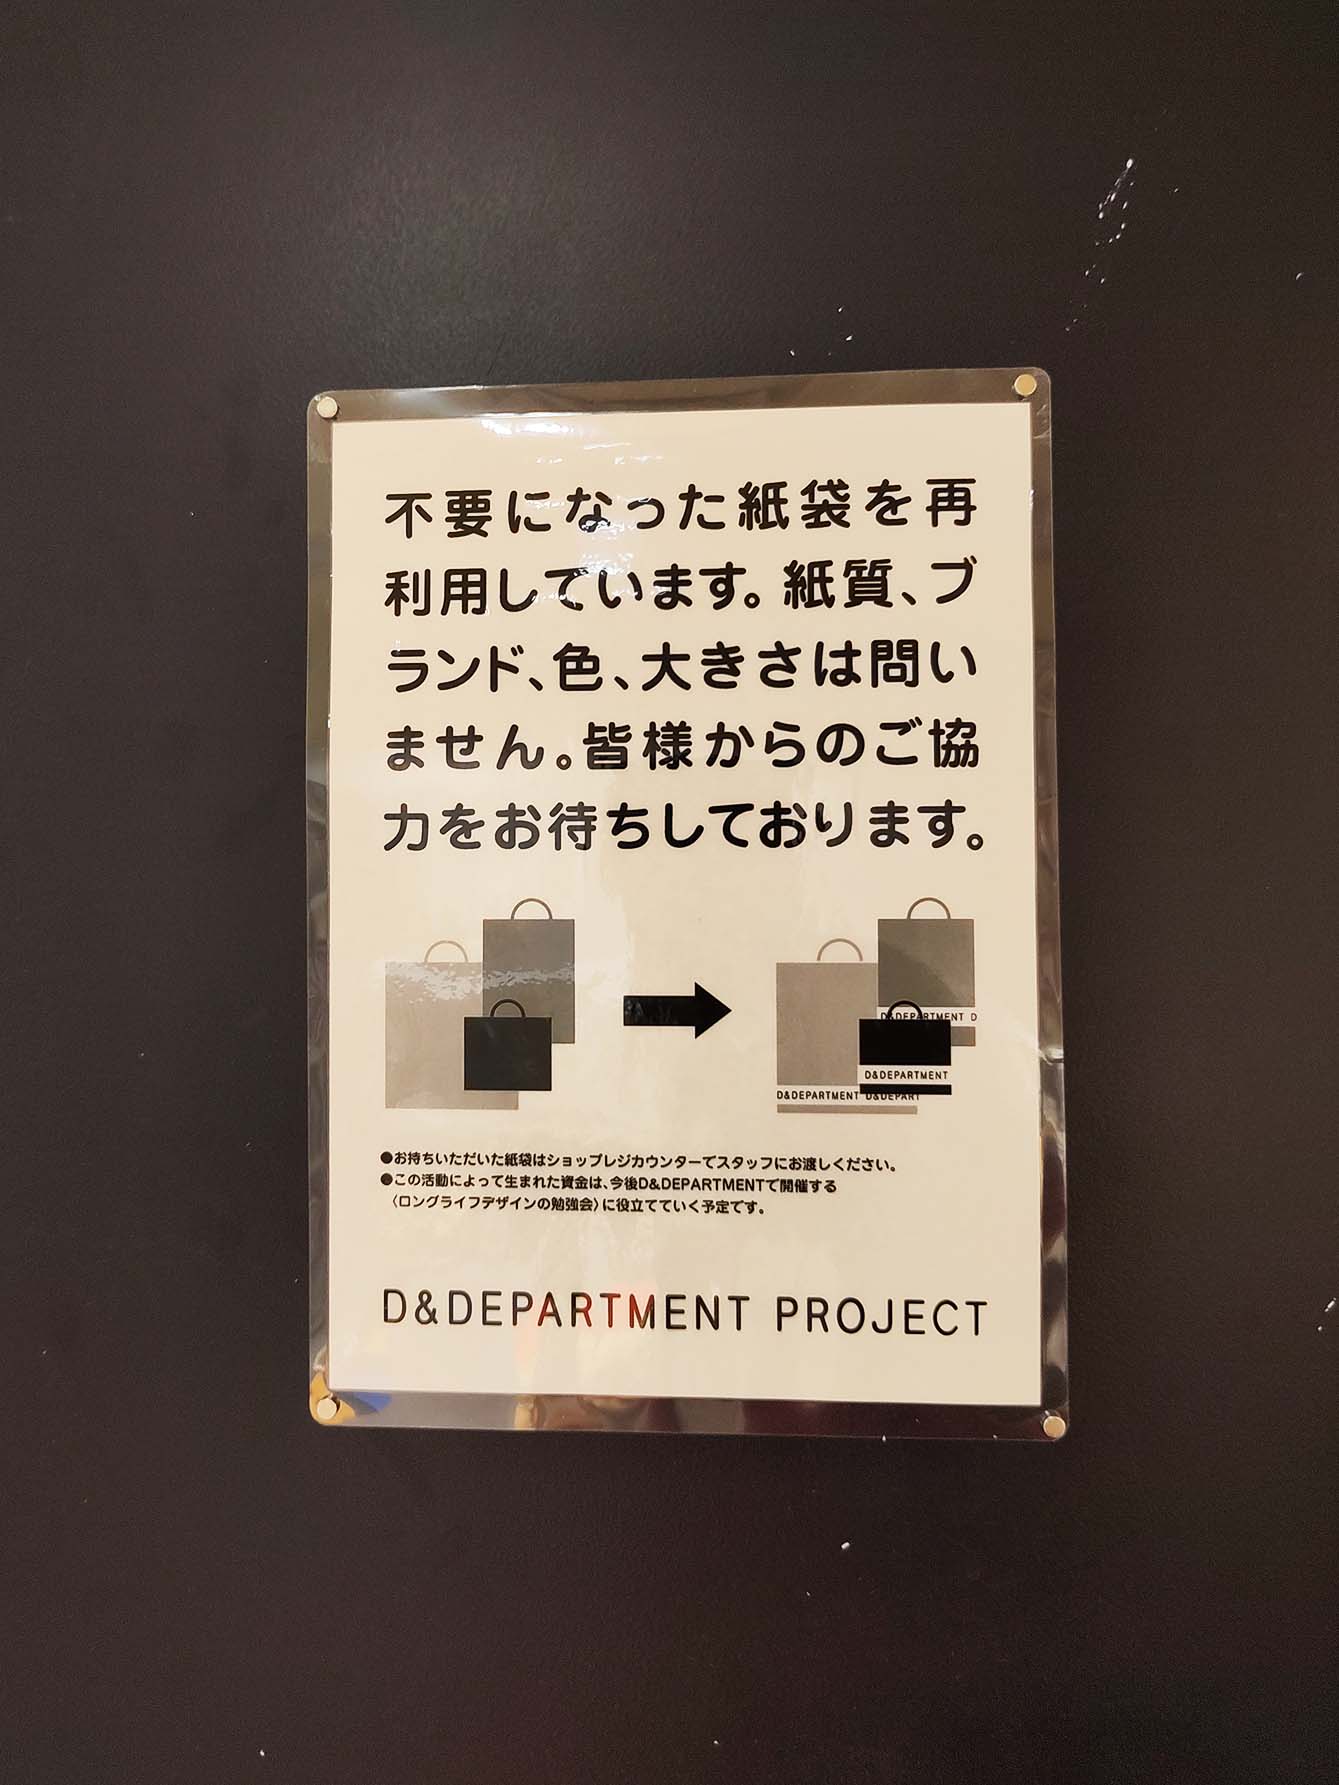 不要になった紙袋を再
利用しています。紙質、ブ
ランド、色、大きさは問い
ません。皆様からのご協
力をお待ちしております。
D&DEPARTMENT D
D&DEPARTMENT
D&DEPARTMENT D&DEPART
●お持ちいただいた紙袋はショップレジカウンターでスタッフにお渡しください。
●この活動によって生まれた資金は、今後D&DEPARTMENTで開催する
〈ロングライフデザインの勉強会〉に役立てていく予定です。
D&DEPARTMENT PROJECT